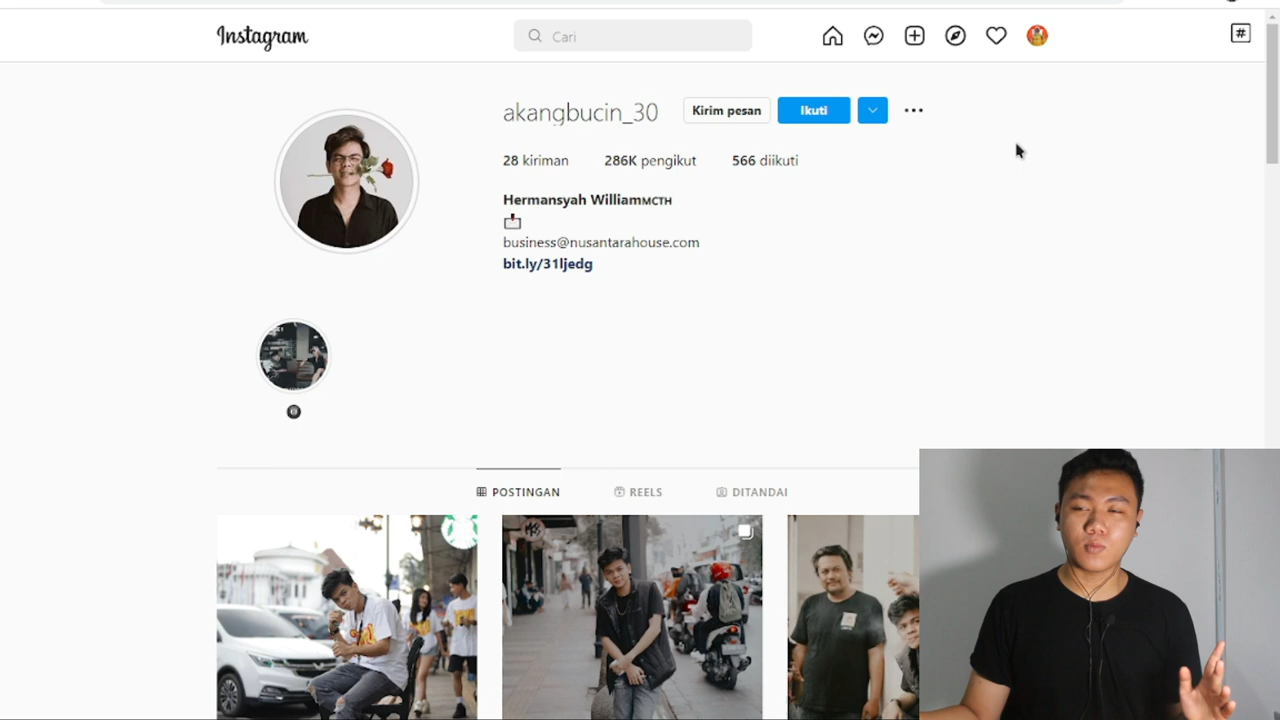 Instagram
Cari
#
akangbucin_30
Kirim pesan
Ikuti
28 kiriman
286K pengikut
566 diikuti
Hermansyah Williamᴍᴄᴛʜ
business@nusantarahouse.com
bit.ly/31ljedg
POSTINGAN
REELS
DITANDAI